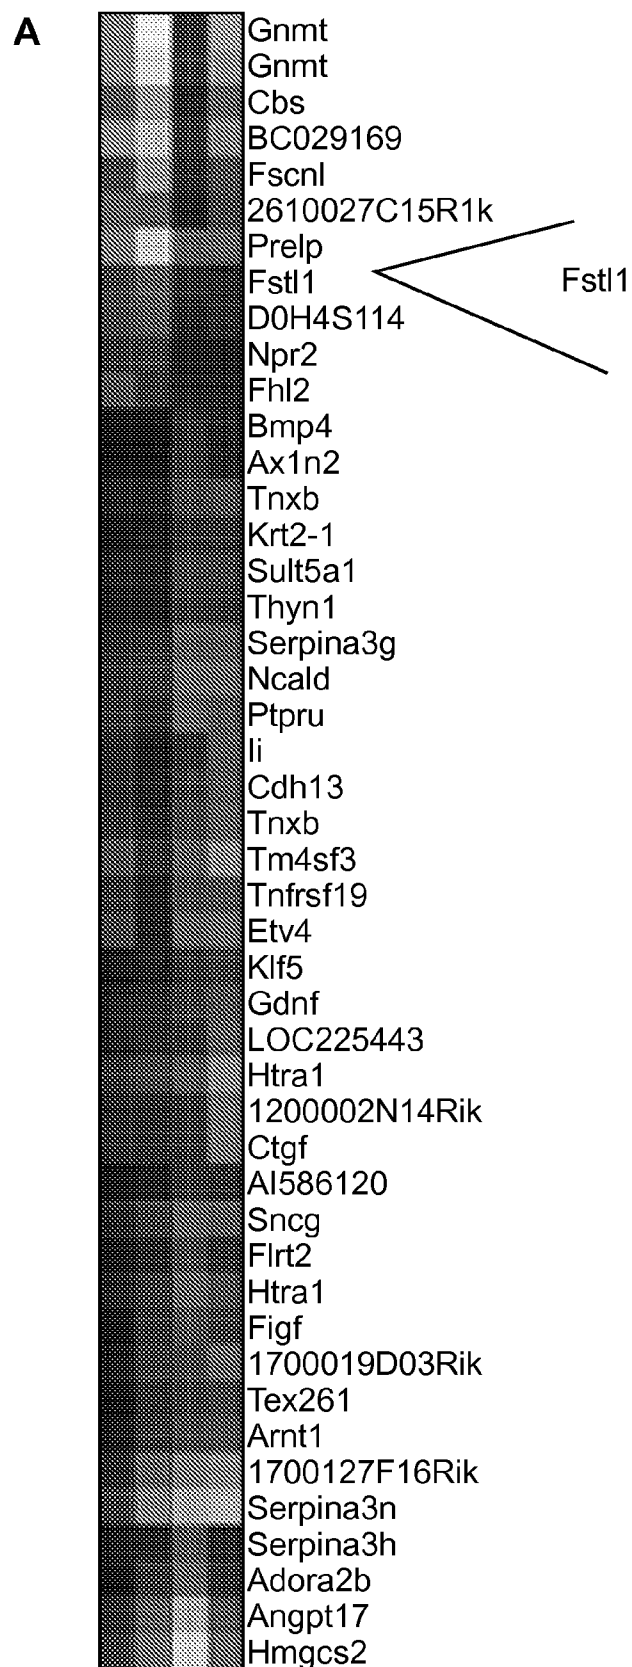 A
Gnmt
Gnmt
Cbs
BC029169
Fscnl
2610027C15R1k
Prelp
Fstl1
Fstl1
D0H4S114
Npr2
Fhl2
Bmp4
Ax1n2
Tnxb
Krt2-1
Sult5a1
Thyn1
Serpina3g
Ncald
Ptpru
Ii
Cdh13
Tnxb
Tm4sf3
Tnfrsf19
Etv4
Klf5
Gdnf
LOC225443
Htra1
1200002N14Rik
Ctgf
AI586120
Sncg
Flrt2
Htra1
Figf
1700019D03Rik
Tex261
Arnt1
1700127F16Rik
Serpina3n
Serpina3h
Adora2b
Angpt17
Hmgcs2